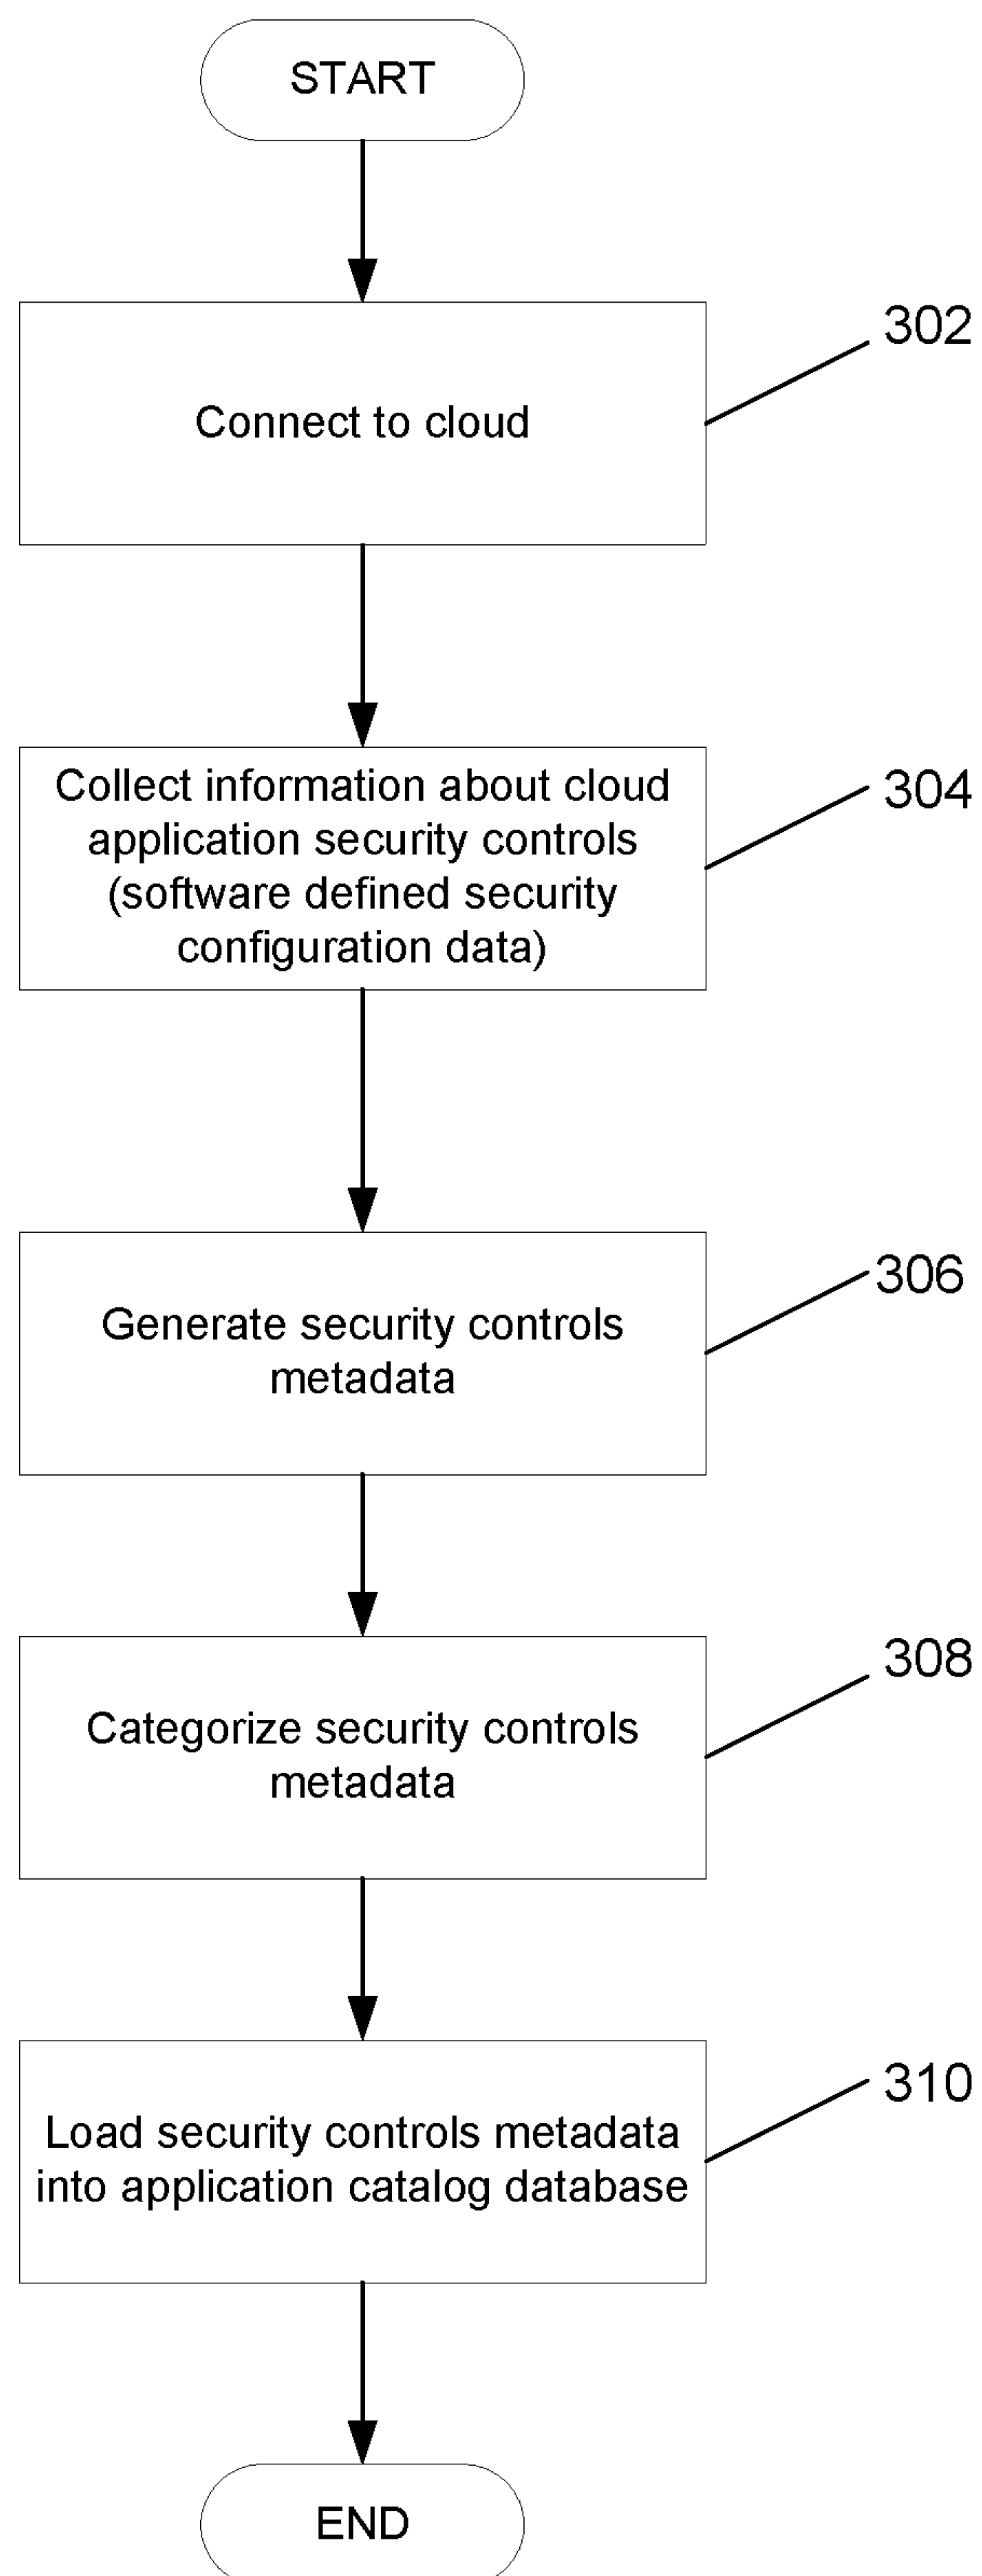 START
302
Connect to cloud
304
Collect information about cloud
application security controls
(software defined security
configuration data)
306
Generate security controls
metadata
308
Categorize security controls
metadata
310
Load security controls metadata
into application catalog database
END